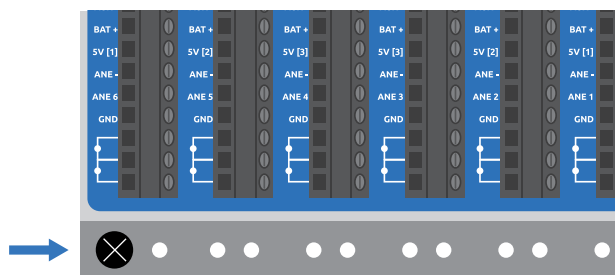 BAT + BAT + BAT + BAT + BAT + BAT +
5V [1] 5V [2] 5V [3] 5V [3] 5V [2] 5V [1]
ANE - ANE - ANE - ANE - ANE - ANE -
ANE 6 ANE 5 ANE 4 ANE 3 ANE 2 ANE 1
GND GND GND GND GND GND